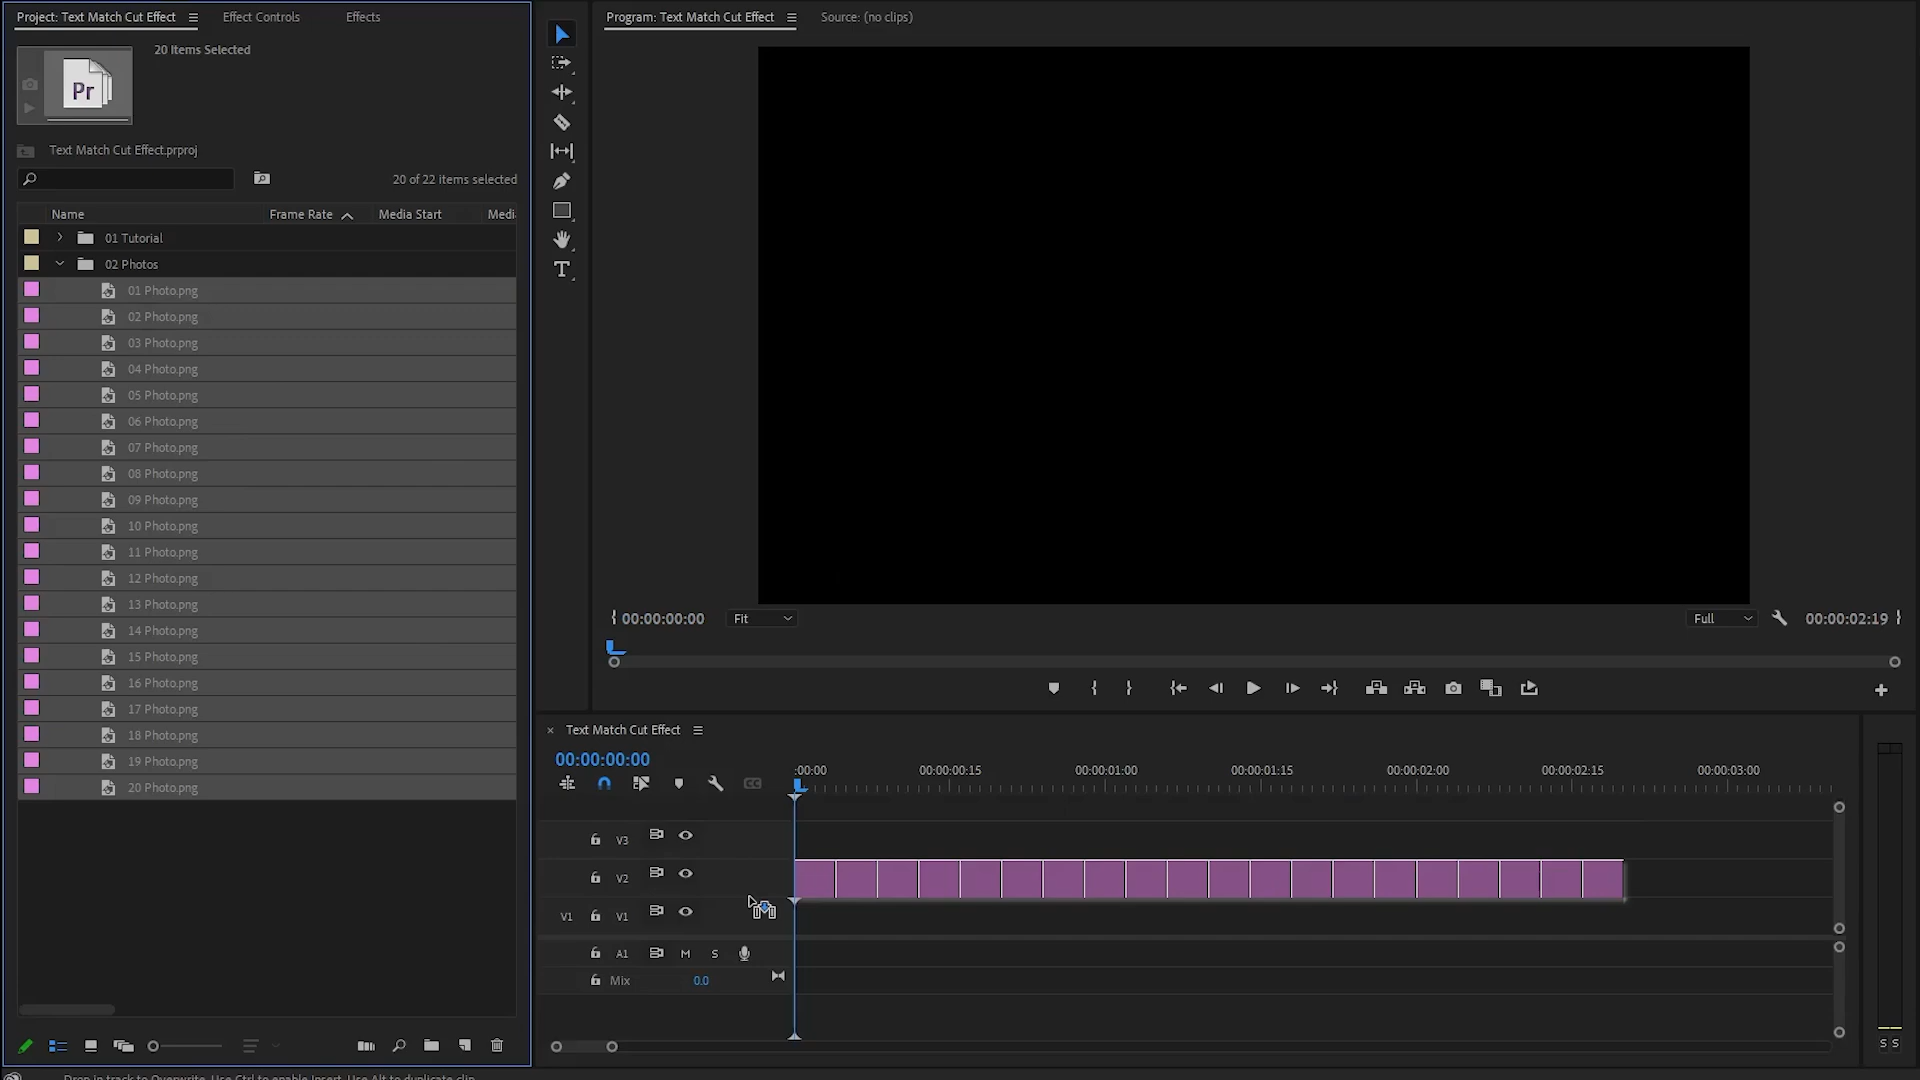 Project: Text Match Cut Effect
Effect Controls
Effects
Program: Text Match Cut Effect
Source: (no clips)
20 Items Selected
Pr
Text Match Cut Effect.prproj
20 of 22 items selected
Name
Frame Rate
Media Start
Medi
01 Tutorial
02 Photos
01 Photo.png
02 Photo.png
03 Photo.png
04 Photo.png
05 Photo.png
06 Photo.png
07 Photo.png
08 Photo.png
09 Photo.png
10 Photo.png
11 Photo.png
12 Photo.png
13 Photo.png
14 Photo.png
15 Photo.png
16 Photo.png
17 Photo.png
18 Photo.png
19 Photo.png
20 Photo.png
00:00:00:00
Fit
Full
00:00:02:19
Text Match Cut Effect
00:00:00:00
:00:00
00:00:00:15
00:00:01:00
00:00:01:15
00:00:02:00
00:00:02:15
00:00:03:00
CC
V3
V2
V1
V1
A1
M
S
Mix
0.0
S S
Drop in track to Overwrite. Use Ctrl to enable Insert. Use Alt to duplicate clip.